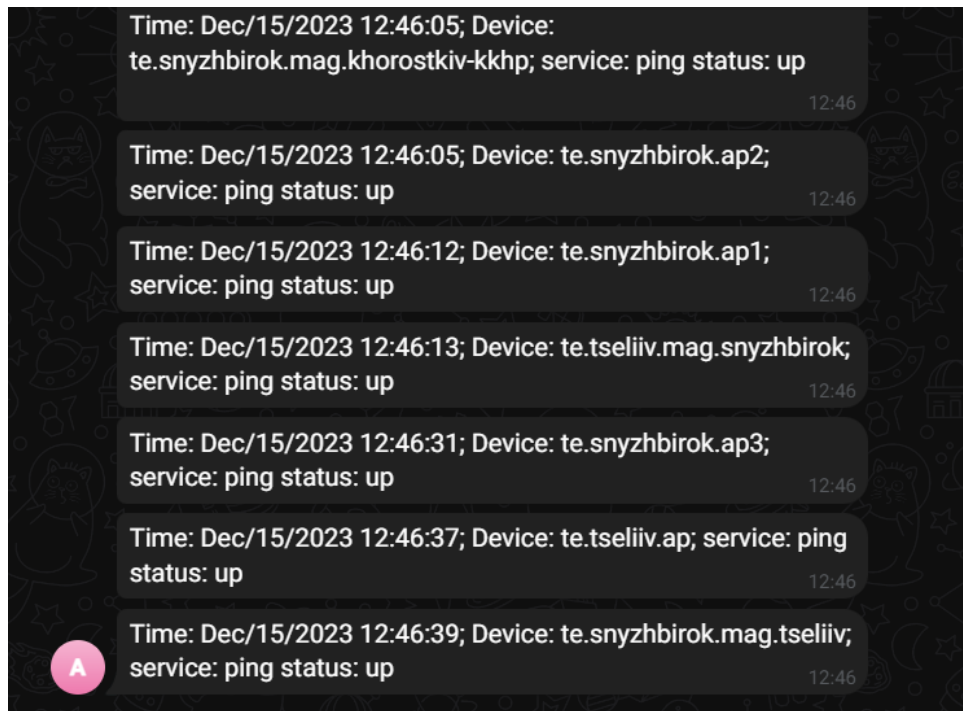 Time: Dec/15/2023 12:46:05; Device:
te.snyzhbirok.mag.khorostkiv-kkhp; service: ping status: up
12:46
Time: Dec/15/2023 12:46:05; Device: te.snyzhbirok.ap2;
service: ping status: up
12:46
Time: Dec/15/2023 12:46:12; Device: te.snyzhbirok.ap1;
service: ping status: up
12:46
Time: Dec/15/2023 12:46:13; Device: te.tseliiv.mag.snyzhbirok;
service: ping status: up
12:46
Time: Dec/15/2023 12:46:31; Device: te.snyzhbirok.ap3;
service: ping status: up
12:46
Time: Dec/15/2023 12:46:37; Device: te.tseliiv.ap; service: ping
status: up
12:46
Time: Dec/15/2023 12:46:39; Device: te.snyzhbirok.mag.tseliiv;
service: ping status: up
12:46
A